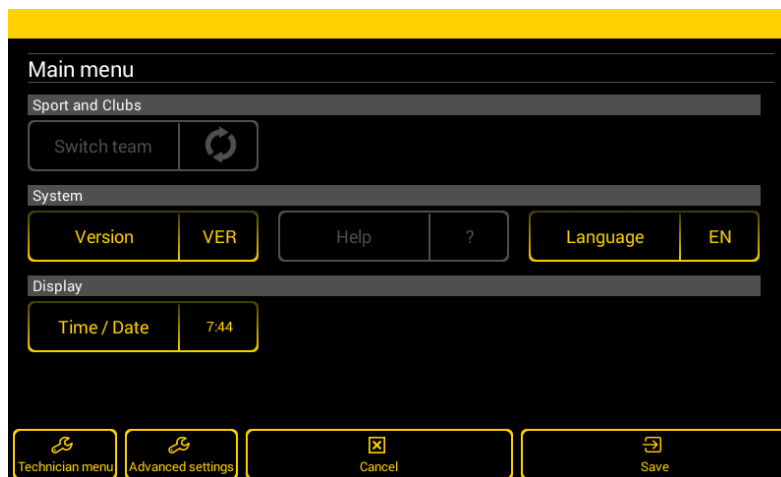 Main menu
Sport and Clubs
Switch team
System
Version VER Help ? Language EN
Display
Time / Date 7:44
Technician menu Advanced settings Cancel Save